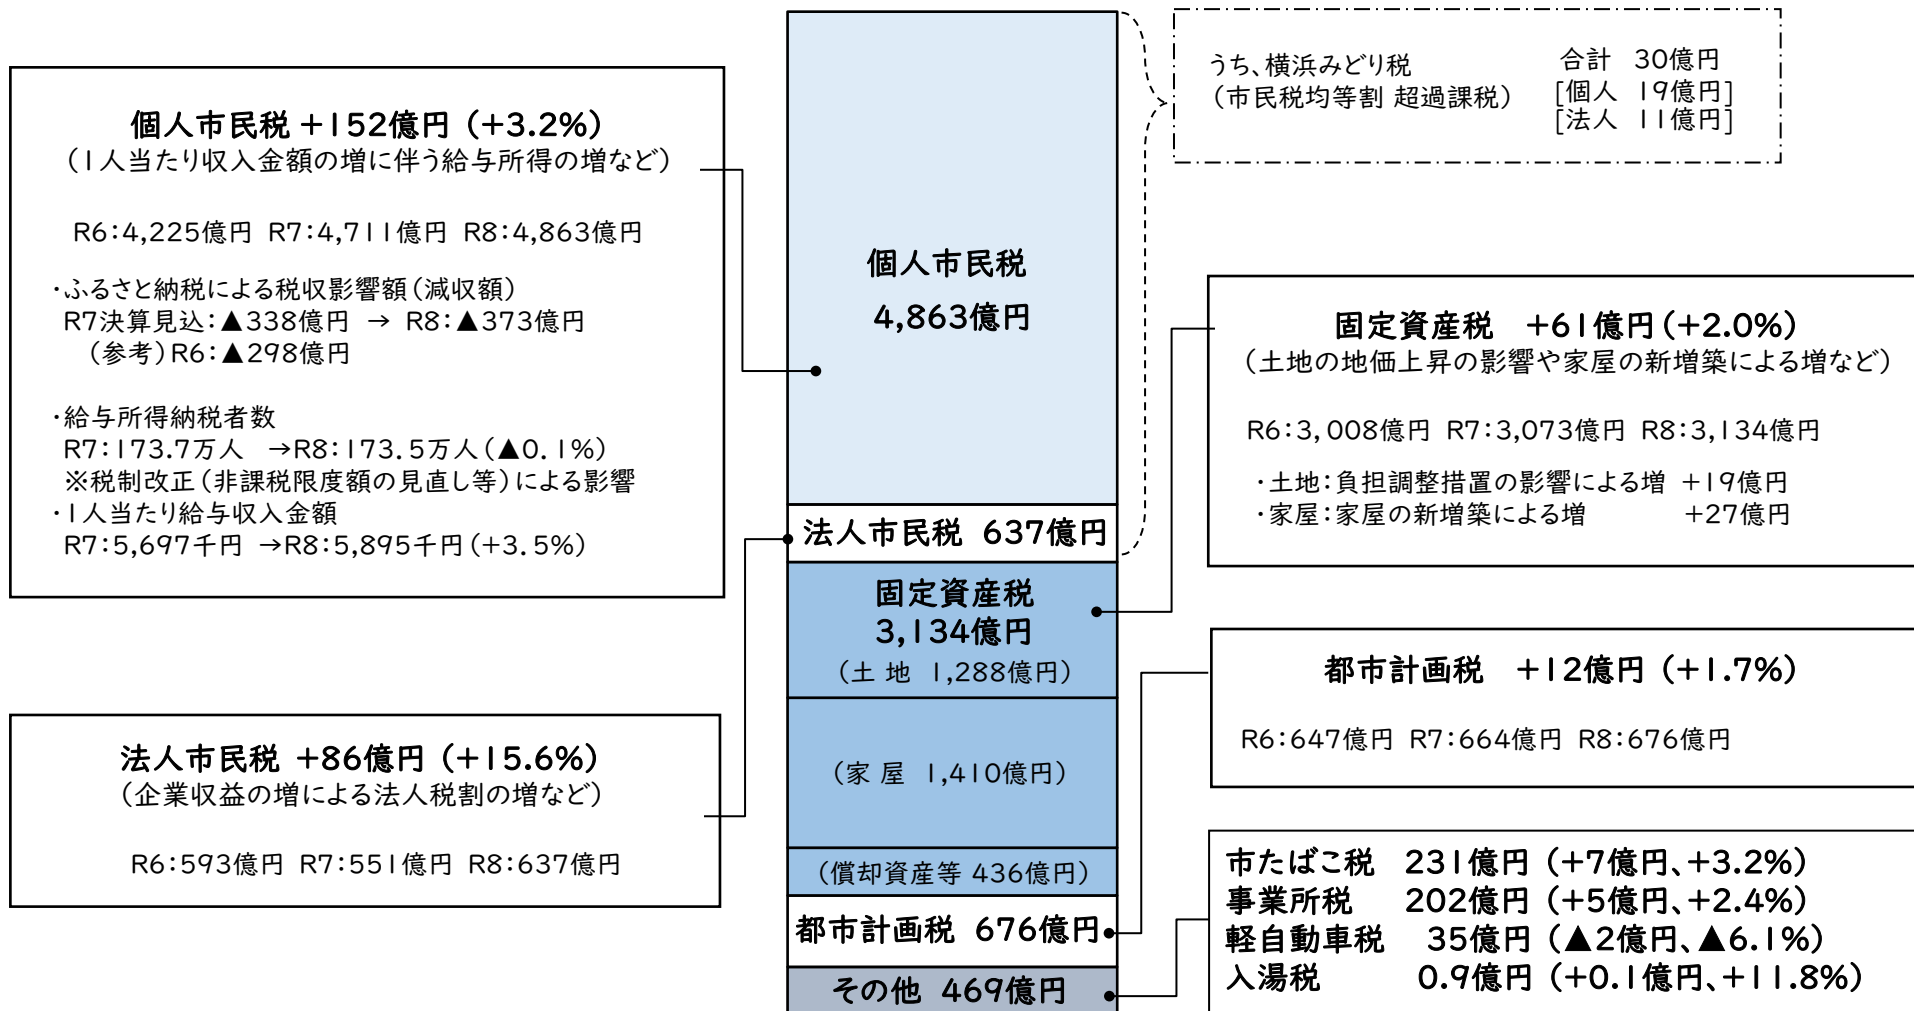 個人市民税 +152億円 (+3.2%)
(1人当たり収入金額の増に伴う給与所得の増など)
R6:4,225億円 R7:4,711億円 R8:4,863億円
・ふるさと納税による税収影響額(減収額)
R7決算見込:▲338億円 → R8:▲373億円
(参考)R6:▲298億円
・給与所得納税者数
R7:173.7万人 →R8:173.5万人(▲0.1%)
※税制改正(非課税限度額の見直し等)による影響
・1人当たり給与収入金額
R7:5,697千円 →R8:5,895千円(+3.5%)
法人市民税 +86億円 (+15.6%)
(企業収益の増による法人税割の増など)
R6:593億円 R7:551億円 R8:637億円
個人市民税
4,863億円
法人市民税 637億円
固定資産税
3,134億円
(土 地 1,288億円)
(家 屋 1,410億円)
(償却資産等 436億円)
都市計画税 676億円
その他 469億円
うち、横浜みどり税 合計 30億円
(市民税均等割 超過課税) [個人 19億円]
[法人 11億円]
固定資産税 +61億円(+2.0%)
(土地の地価上昇の影響や家屋の新増築による増など)
R6:3,008億円 R7:3,073億円 R8:3,134億円
・土地:負担調整措置の影響による増 +19億円
・家屋:家屋の新増築による増 +27億円
都市計画税 +12億円 (+1.7%)
R6:647億円 R7:664億円 R8:676億円
市たばこ税 231億円 (+7億円、+3.2%)
事業所税 202億円 (+5億円、+2.4%)
軽自動車税 35億円 (▲2億円、▲6.1%)
入湯税 0.9億円 (+0.1億円、+11.8%)